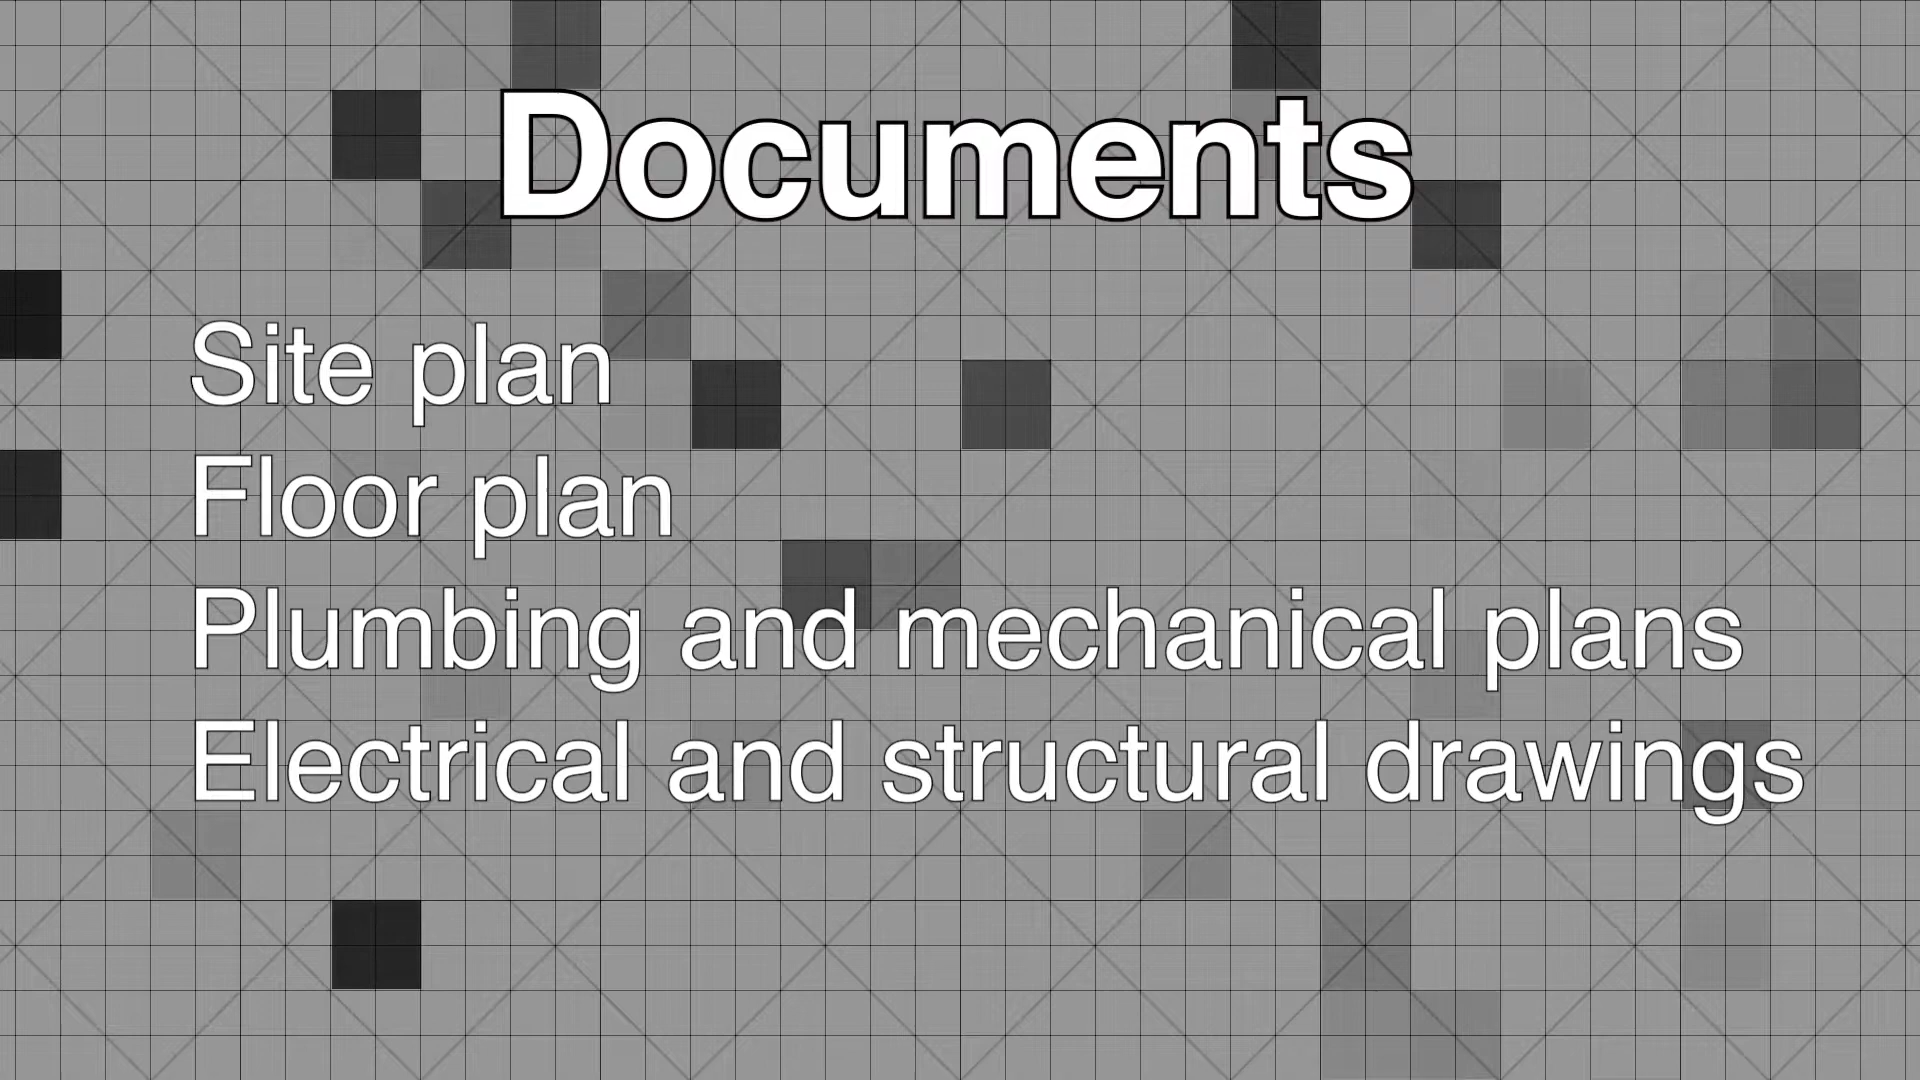 Documents
Site plan
Floor plan
Plumbing and mechanical plans
Electrical and structural drawings